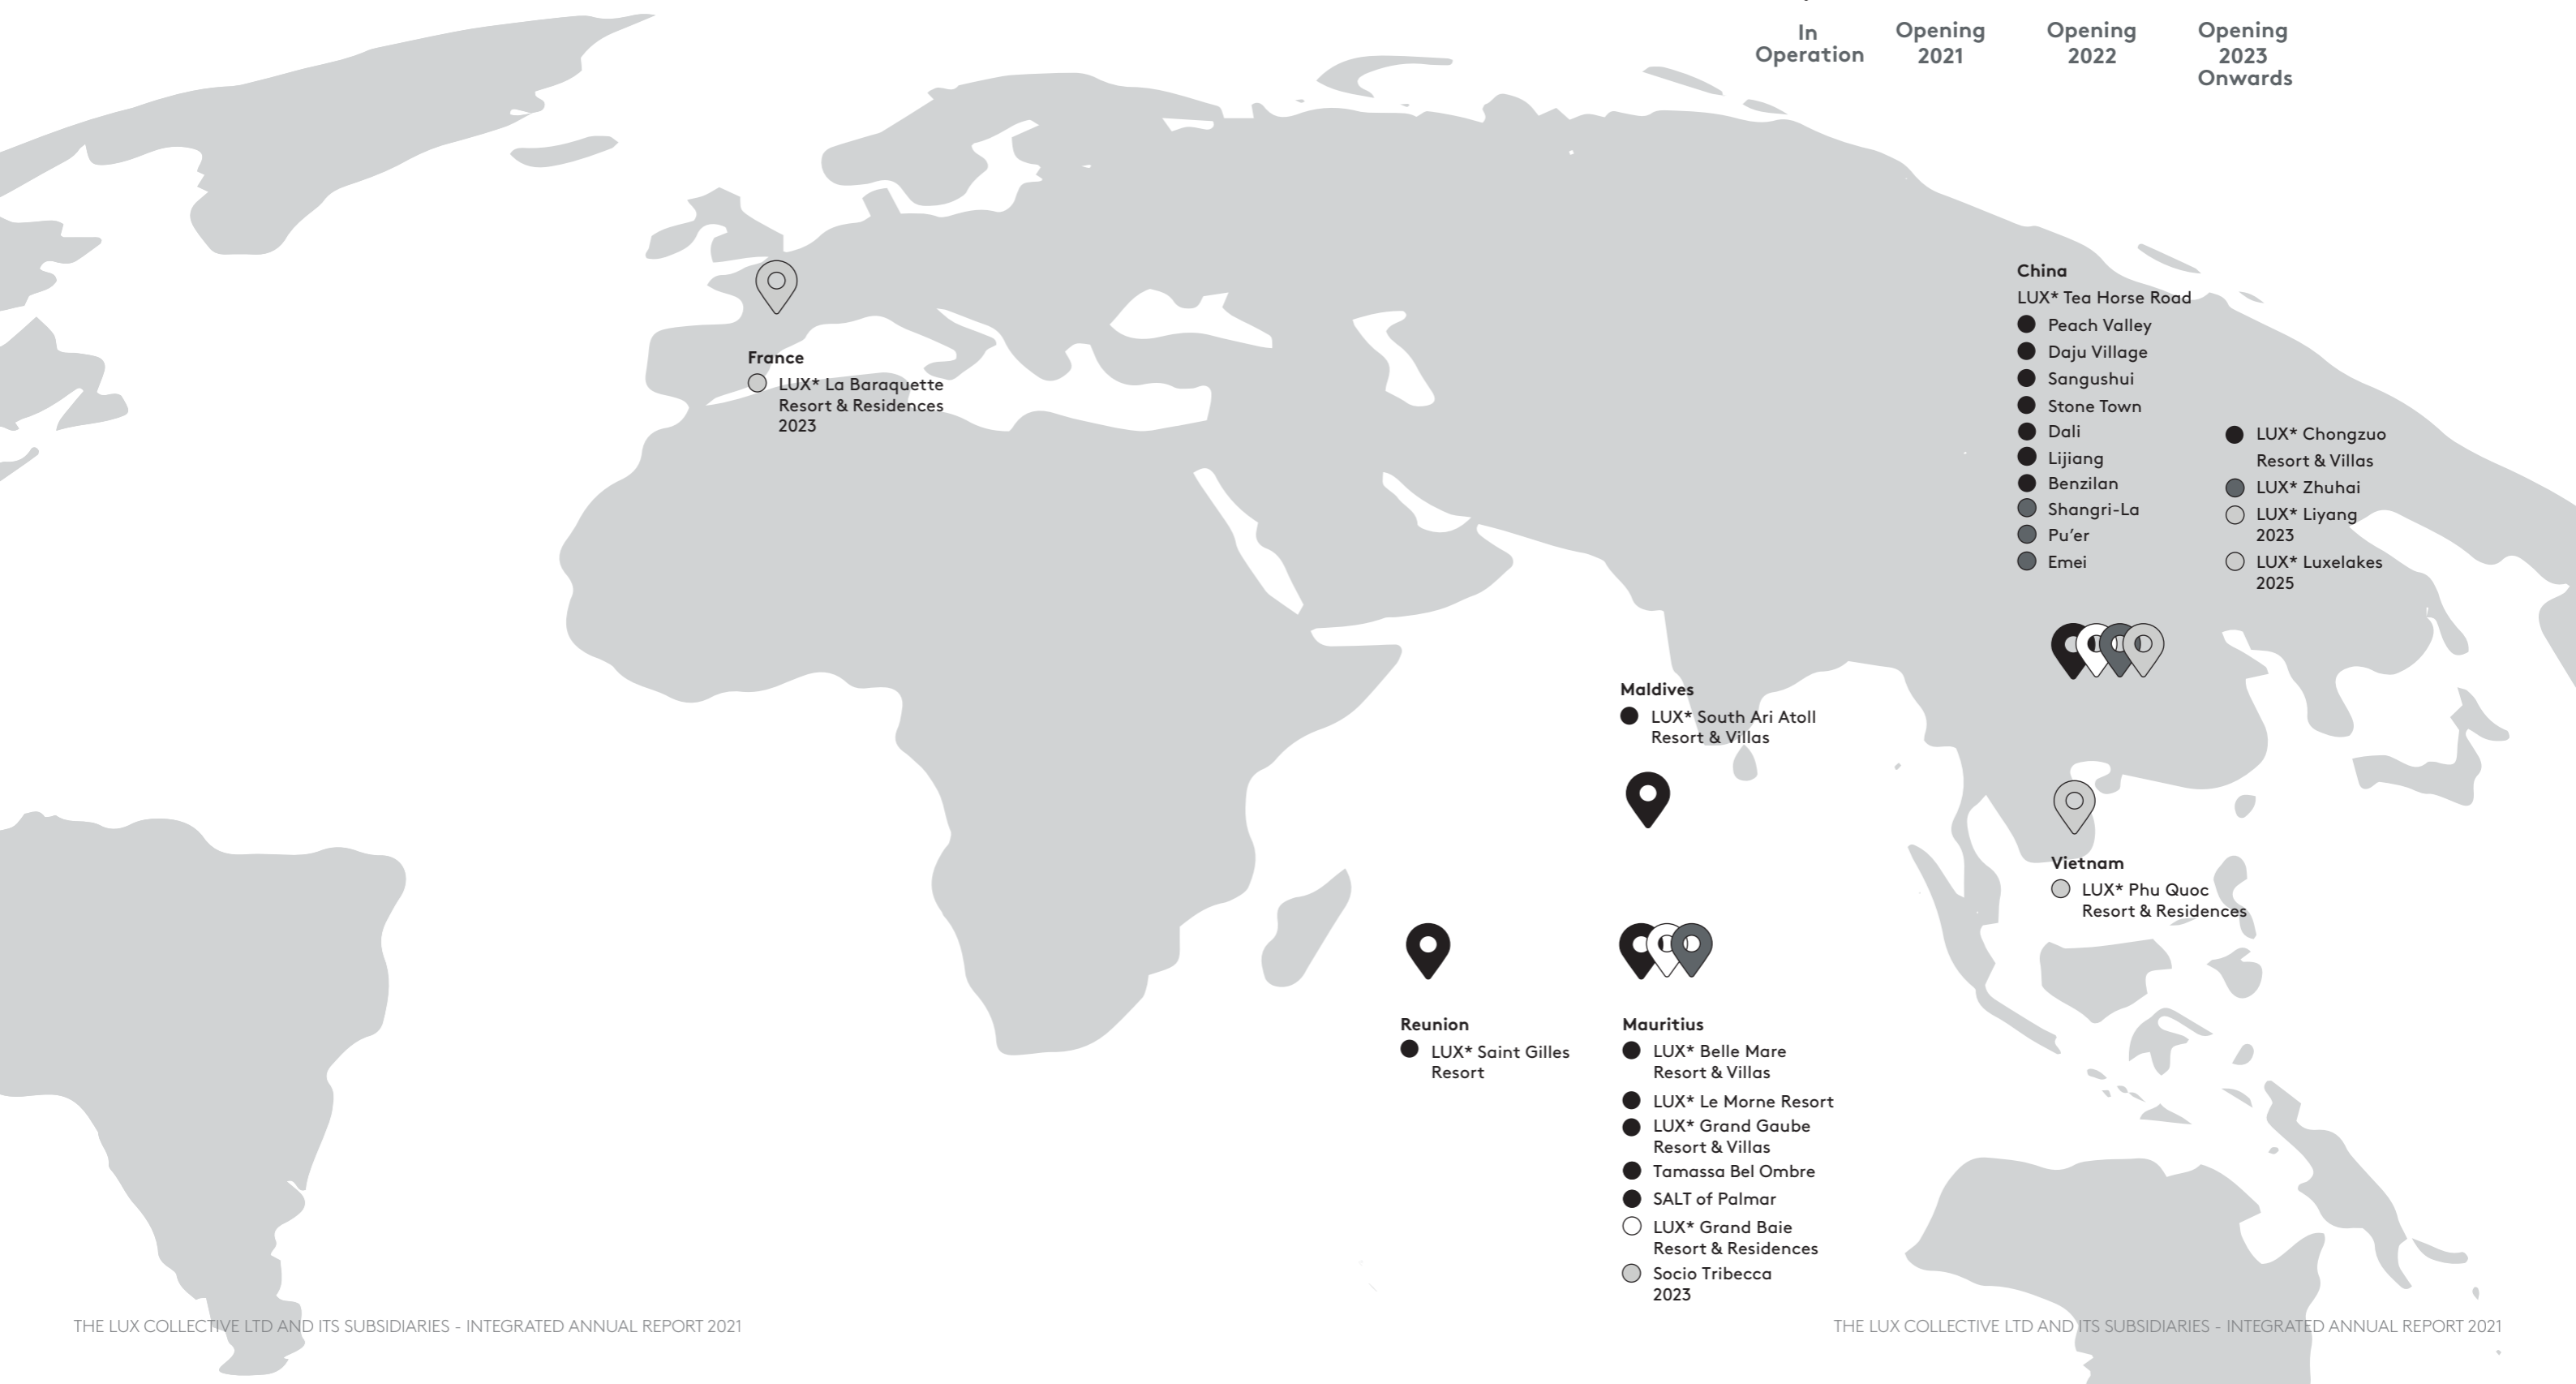 In
Operation
Opening
2021
Opening
2022
Opening
2023
Onwards
France
LUX* La Baraquette
Resort & Residences
2023
China
LUX* Tea Horse Road
Peach Valley
Daju Village
Sangushui
Stone Town
Dali
Lijiang
Benzilan
Shangri-La
Pu’er
Emei
LUX* Chongzuo
Resort & Villas
LUX* Zhuhai
LUX* Liyang
2023
LUX* Luxelakes
2025
Maldives
LUX* South Ari Atoll
Resort & Villas
Vietnam
LUX* Phu Quoc
Resort & Residences
Reunion
LUX* Saint Gilles
Resort
Mauritius
LUX* Belle Mare
Resort & Villas
LUX* Le Morne Resort
LUX* Grand Gaube
Resort & Villas
Tamassa Bel Ombre
SALT of Palmar
LUX* Grand Baie
Resort & Residences
Socio Tribecca
2023
THE LUX COLLECTIVE LTD AND ITS SUBSIDIARIES - INTEGRATED ANNUAL REPORT 2021
THE LUX COLLECTIVE LTD AND ITS SUBSIDIARIES - INTEGRATED ANNUAL REPORT 2021